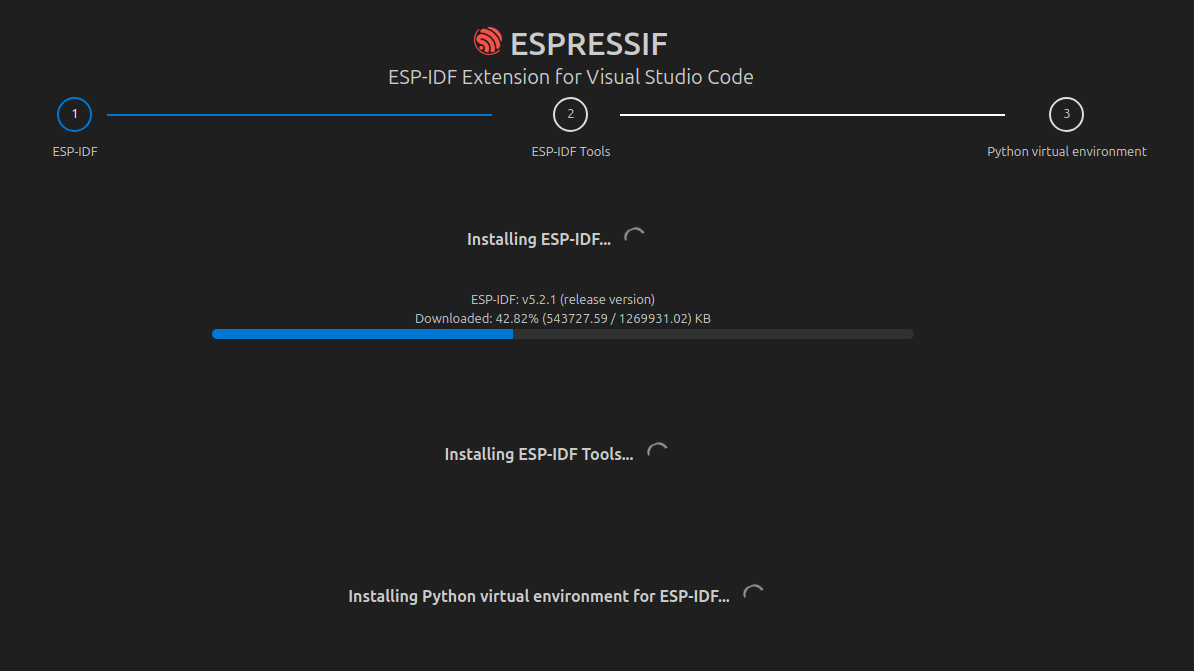 ESPRESSIF
ESP-IDF Extension for Visual Studio Code
1
2
3
ESP-IDF
ESP-IDF Tools
Python virtual environment
Installing ESP-IDF...
ESP-IDF: v5.2.1 (release version)
Downloaded: 42.82% (543727.59 / 1269931.02) KB
Installing ESP-IDF Tools...
Installing Python virtual environment for ESP-IDF...